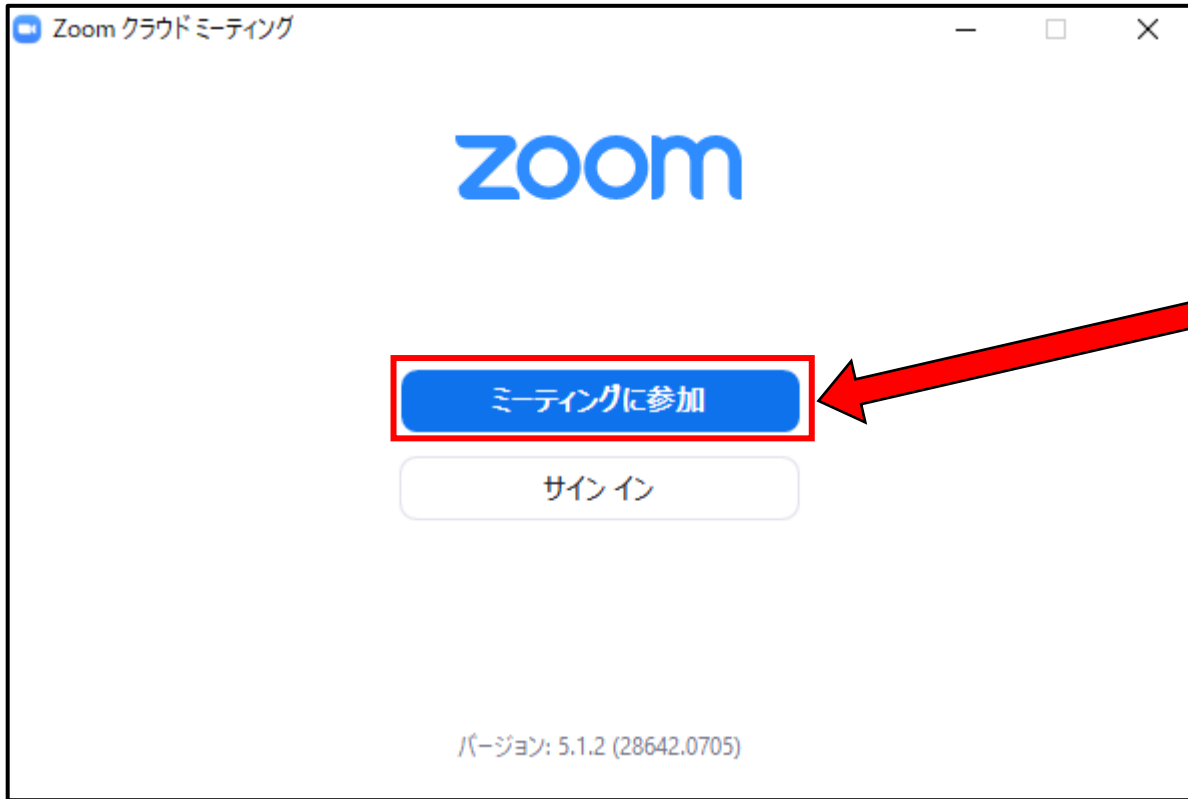 Zoom クラウド ミーティング
zoom
ミーティングに参加
サイン イン
バージョン: 5.1.2 (28642.0705)